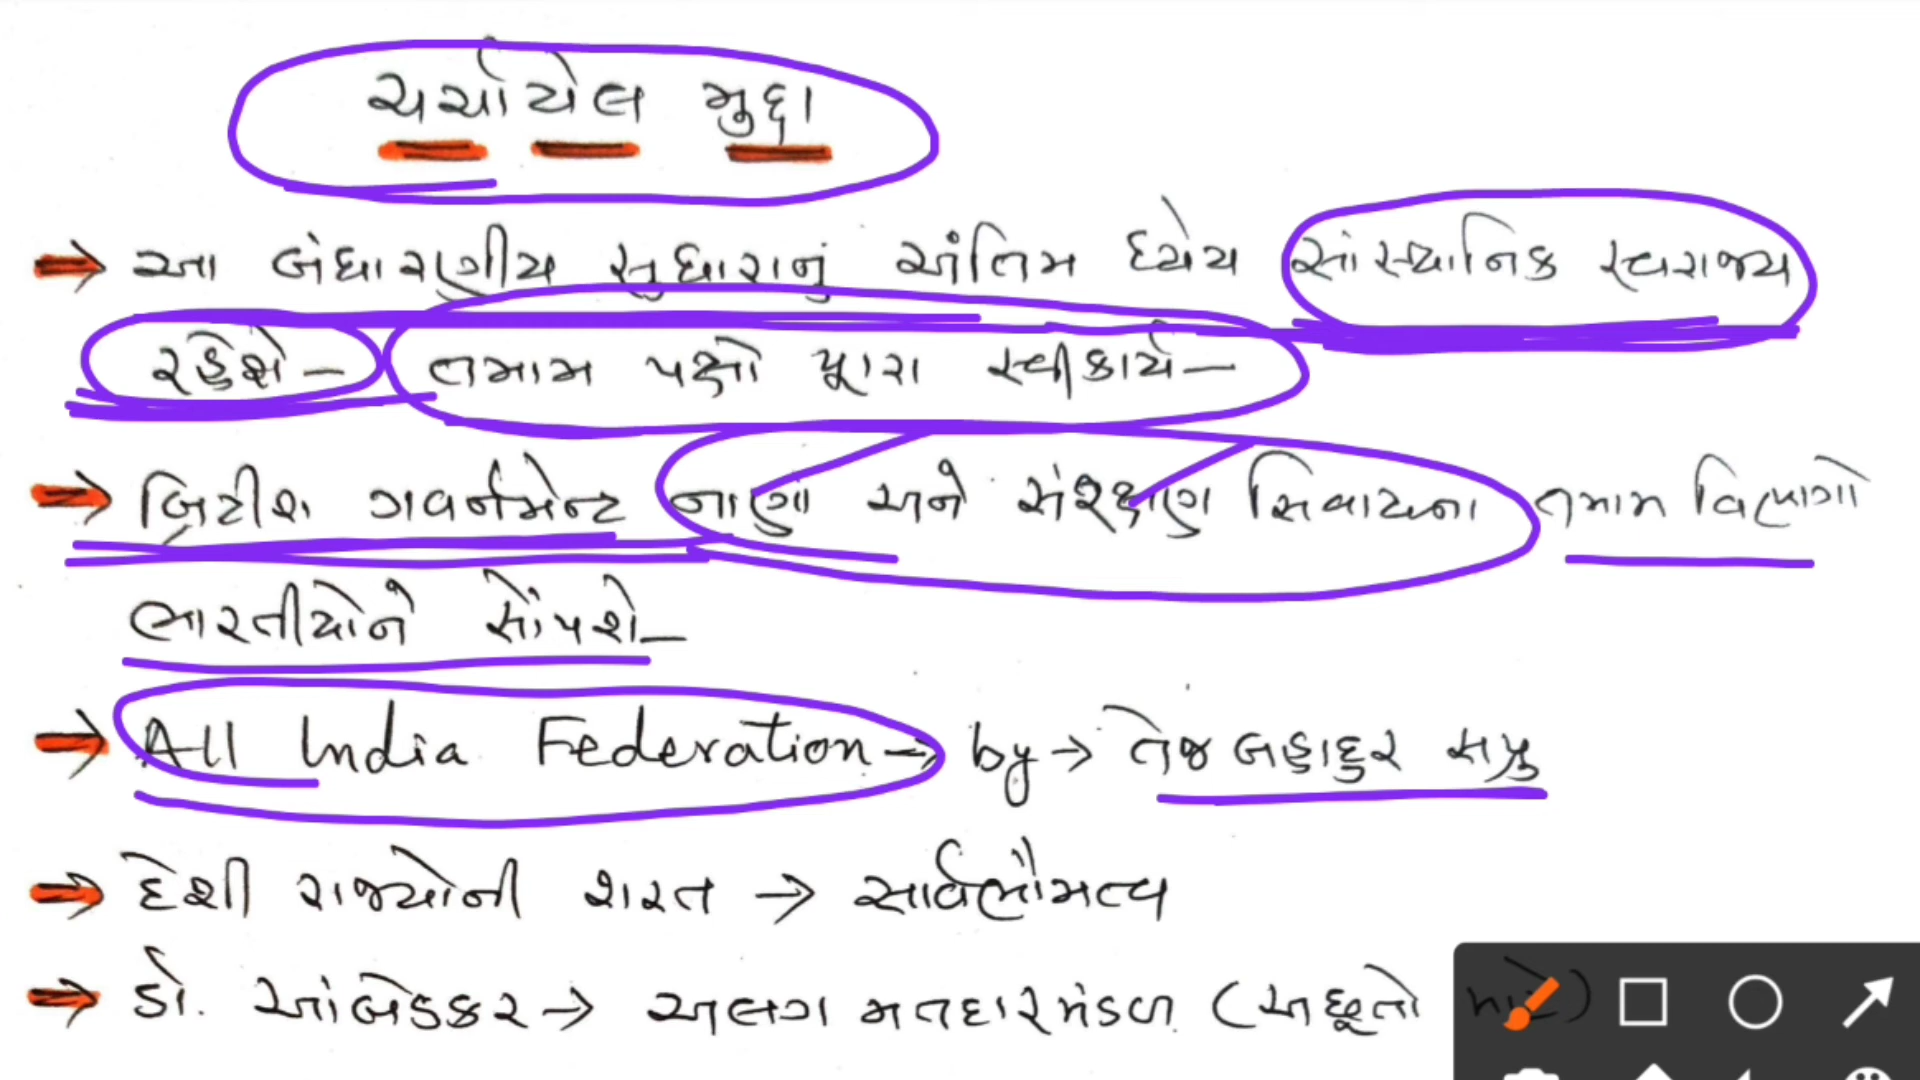 ચર્ચાયેલ મુદ્દા
આ બંધારણીય સુધારાનું અંતિમ ધ્યેય સાંસ્થાનિક સ્વરાજ્ય
રહેશે – તમામ પક્ષો દ્વારા સ્વીકાર્ય –
બ્રિટીશ ગવર્નમેન્ટ નાણાં અને સંરક્ષણ સિવાયના તમામ વિભાગો
ભારતીયોને સોંપશે –
All India Federation → by → તેજ બહાદુર સપ્રુ
દેશી રાજ્યોની શરત → સાર્વભૌમત્વ
ડૉ. આંબેડકર → અલગ મતદારમંડળ (અછૂતો માટે)